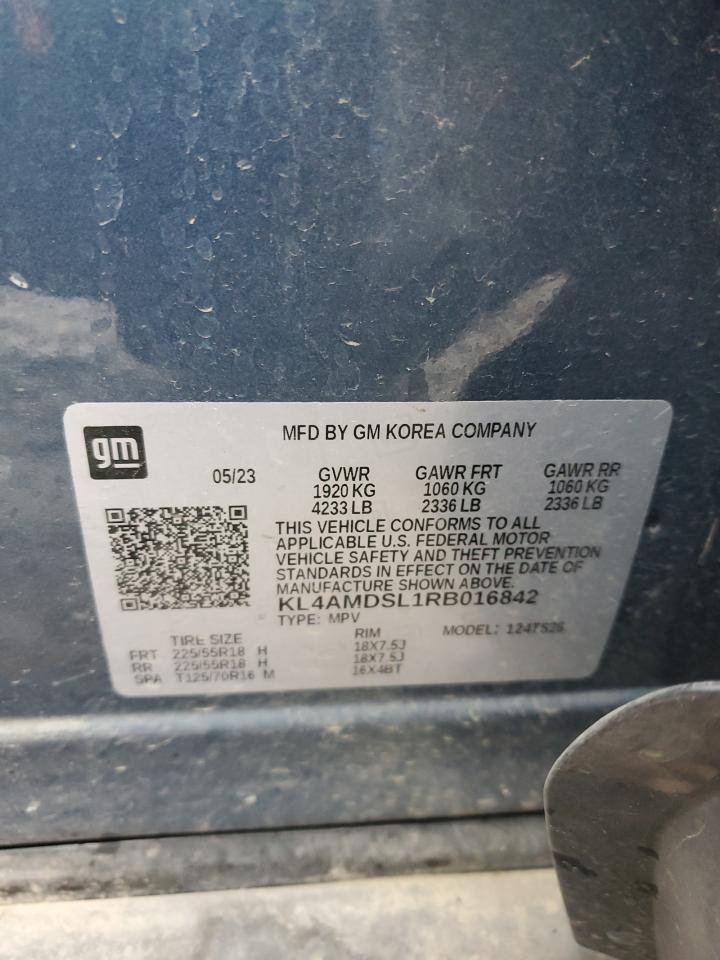 gm
MFD BY GM KOREA COMPANY
05/23 GVWR GAWR FRT GAWR RR
1920 KG 1060 KG 1060 KG
4233 LB 2336 LB 2336 LB
THIS VEHICLE CONFORMS TO ALL
APPLICABLE U.S. FEDERAL MOTOR
VEHICLE SAFETY AND THEFT PREVENTION
STANDARDS IN EFFECT ON THE DATE OF
MANUFACTURE SHOWN ABOVE.
KL4AMDSL1RB016842
TYPE: MPV MODEL:
TIRE SIZE RIM
FRT 225/55R18 H 18X7.5J
RR 225/55R18 H 18X7.5J
SPA T125/70R16 M 16X4BT